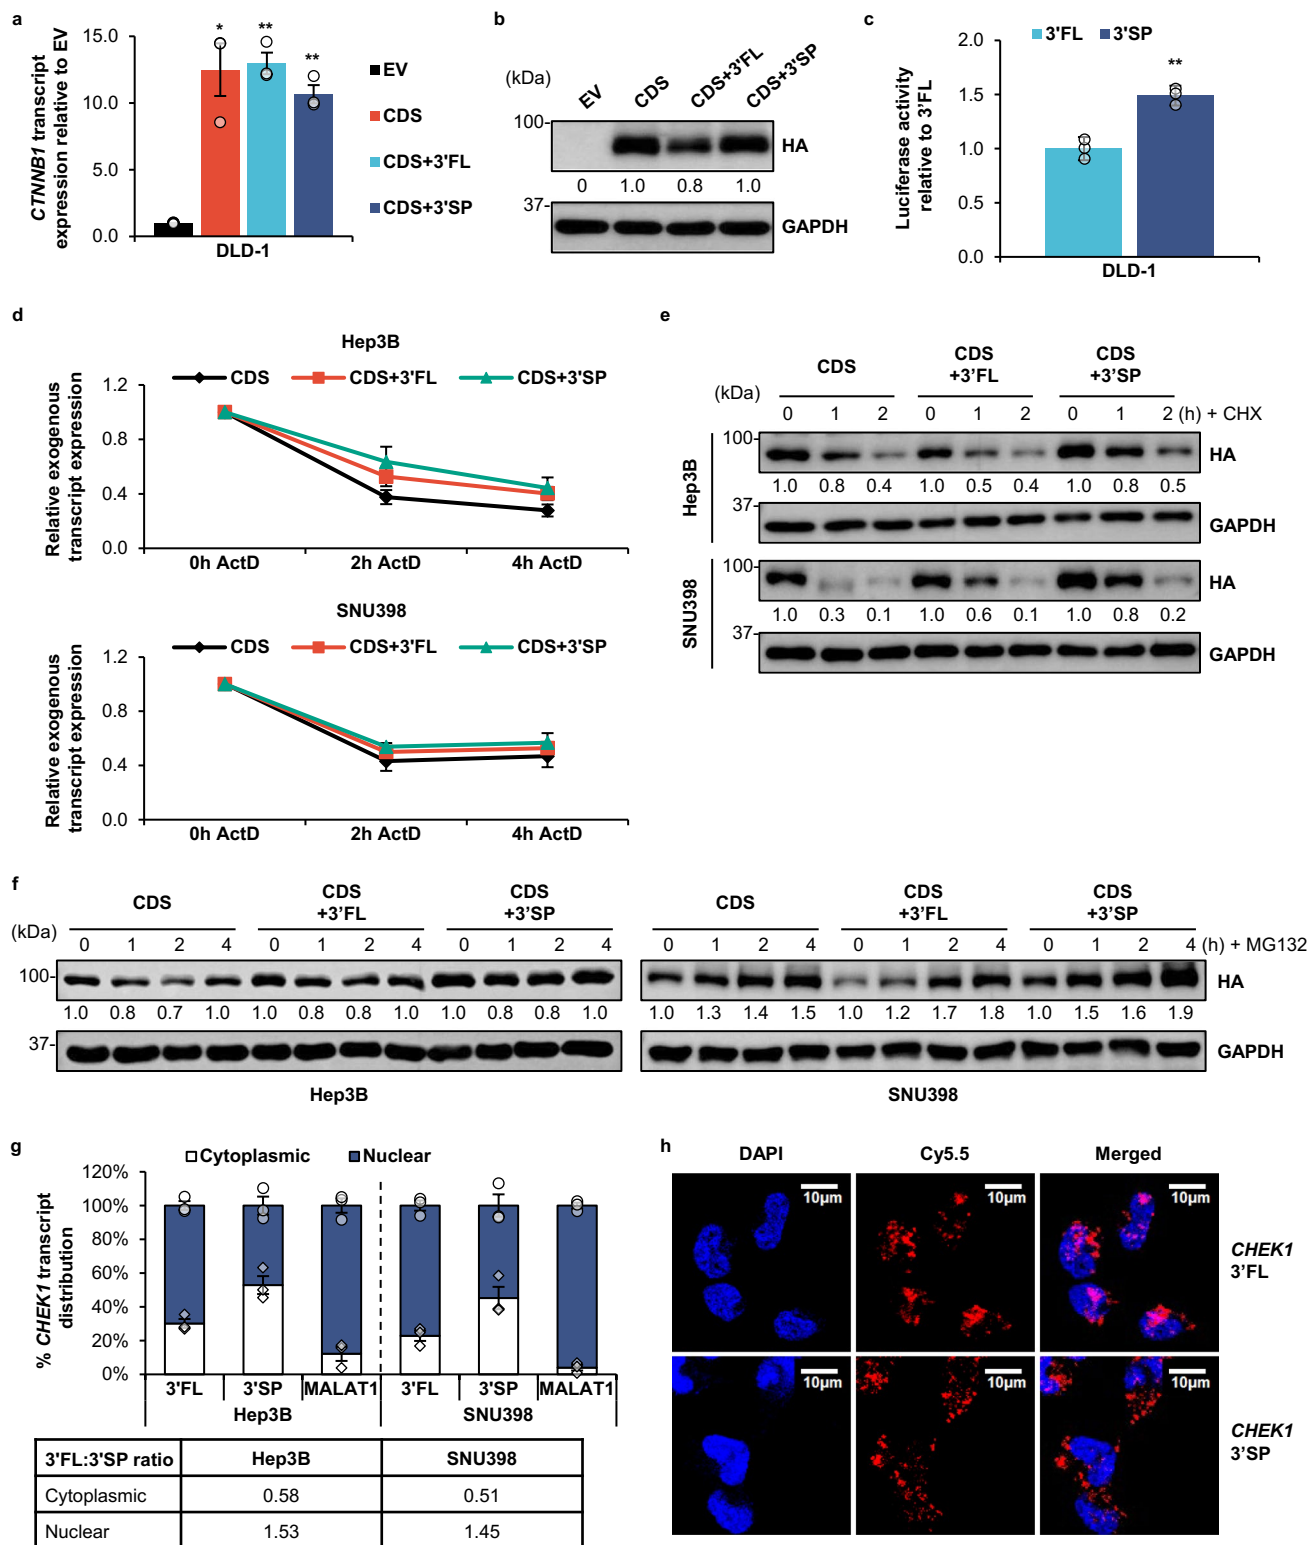 a
CTNNB1 transcript
expression relative to EV
15.0
10.0
5.0
0.0
*
**
**
DLD-1
EV
CDS
CDS+3'FL
CDS+3'SP
b
(kDa)
EV
CDS
CDS+3'FL
CDS+3'SP
100-
HA
0 1.0 0.8 1.0
37-
GAPDH
c
3'FL 3'SP
Luciferase activity
relative to 3'FL
2.0
1.5
1.0
0.5
0.0
**
DLD-1
d
Hep3B
CDS CDS+3'FL CDS+3'SP
Relative exogenous
transcript expression
1.2
0.8
0.4
0.0
0h ActD 2h ActD 4h ActD
SNU398
CDS CDS+3'FL CDS+3'SP
Relative exogenous
transcript expression
1.2
0.8
0.4
0.0
0h ActD 2h ActD 4h ActD
e
CDS CDS +3'FL CDS +3'SP
(kDa)
0 1 2 0 1 2 0 1 2 (h) + CHX
Hep3B
100-
HA
1.0 0.8 0.4 1.0 0.5 0.4 1.0 0.8 0.5
37-
GAPDH
SNU398
100-
HA
1.0 0.3 0.1 1.0 0.6 0.1 1.0 0.8 0.2
37-
GAPDH
f
CDS CDS +3'FL CDS +3'SP CDS CDS +3'FL CDS +3'SP
(kDa)
0 1 2 4 0 1 2 4 0 1 2 4 0 1 2 4 0 1 2 4 0 1 2 4 (h) + MG132
100-
HA
1.0 0.8 0.7 1.0 1.0 0.8 0.8 1.0 1.0 0.8 0.8 1.0 1.0 1.3 1.4 1.5 1.0 1.2 1.7 1.8 1.0 1.5 1.6 1.9
37-
GAPDH
Hep3B SNU398
g
Cytoplasmic Nuclear
% CHEK1 transcript
distribution
120%
100%
80%
60%
40%
20%
0%
3'FL 3'SP MALAT1 3'FL 3'SP MALAT1
Hep3B SNU398
3'FL:3'SP ratio Hep3B SNU398
Cytoplasmic 0.58 0.51
Nuclear 1.53 1.45
h
DAPI Cy5.5 Merged
10µm 10µm 10µm
CHEK1
3'FL
10µm 10µm 10µm
CHEK1
3'SP